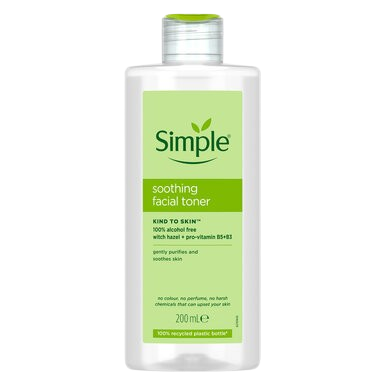 Simple®
soothing
facial toner
KIND TO SKIN™
100% alcohol free
witch hazel + pro-vitamin B5+B3
gently purifies and
soothes skin
no colour, no perfume, no harsh
chemicals that can upset your skin
200 mL℮
100% recycled plastic bottle*